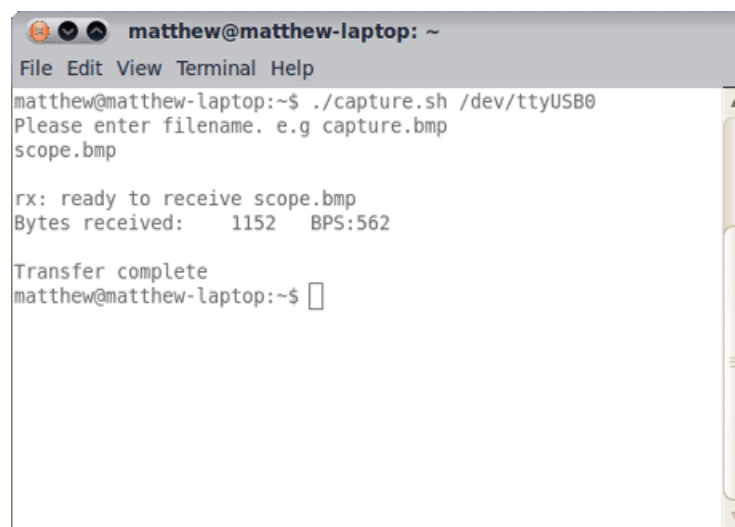 matthew@matthew-laptop: ~
File Edit View Terminal Help
matthew@matthew-laptop:~$ ./capture.sh /dev/ttyUSB0
Please enter filename. e.g capture.bmp
scope.bmp
rx: ready to receive scope.bmp
Bytes received:    1152   BPS:562
Transfer complete
matthew@matthew-laptop:~$